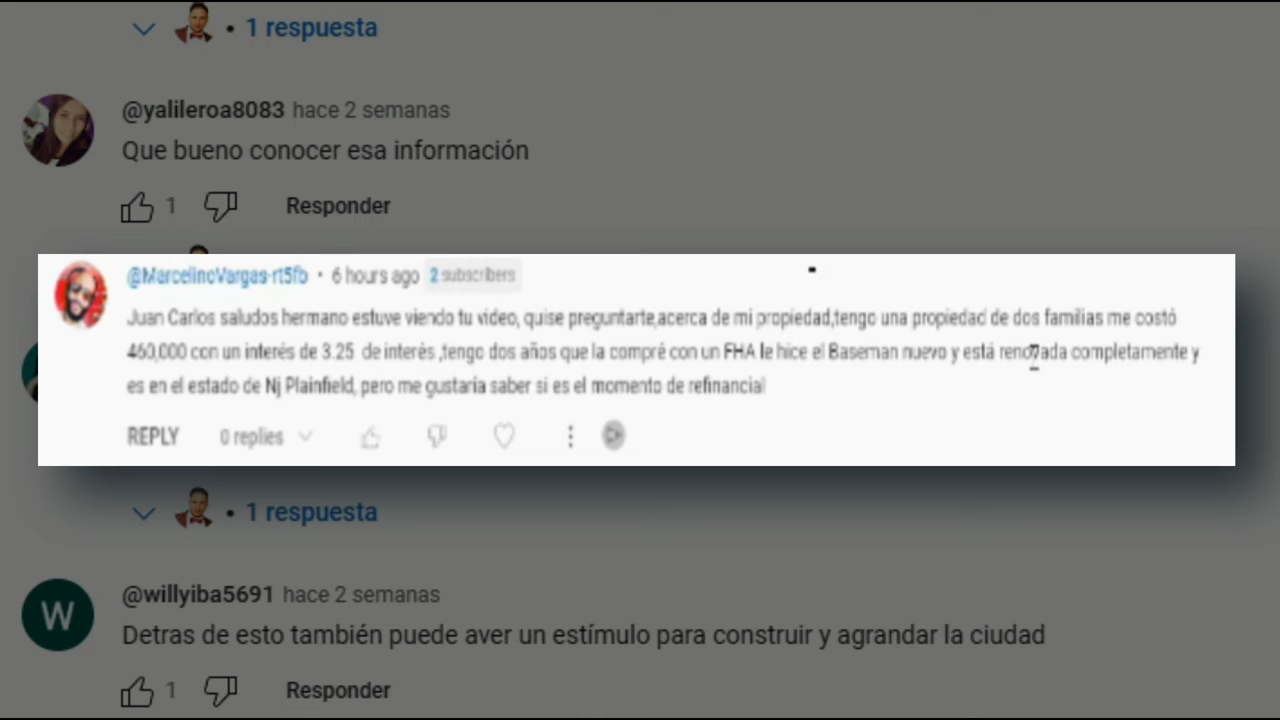 1 respuesta
@yalileroa8083 hace 2 semanas
Que bueno conocer esa información
1 Responder
@MarcelinoVargas-rt5fb · 6 hours ago 2 subscribers
Juan Carlos saludos hermano estuve viendo tu video, quise preguntarte,acerca de mi propiedad,tengo una propiedad de dos familias me costó
460,000 con un interés de 3.25 de interés ,tengo dos años que la compré con un FHA le hice el Baseman nuevo y está renovada completamente y
es en el estado de Nj Plainfield, pero me gustaria saber si es el momento de refinancial
REPLY 0 replies
• 1 respuesta
W @willyiba5691 hace 2 semanas
Detras de esto también puede aver un estímulo para construir y agrandar la ciudad
1 Responder